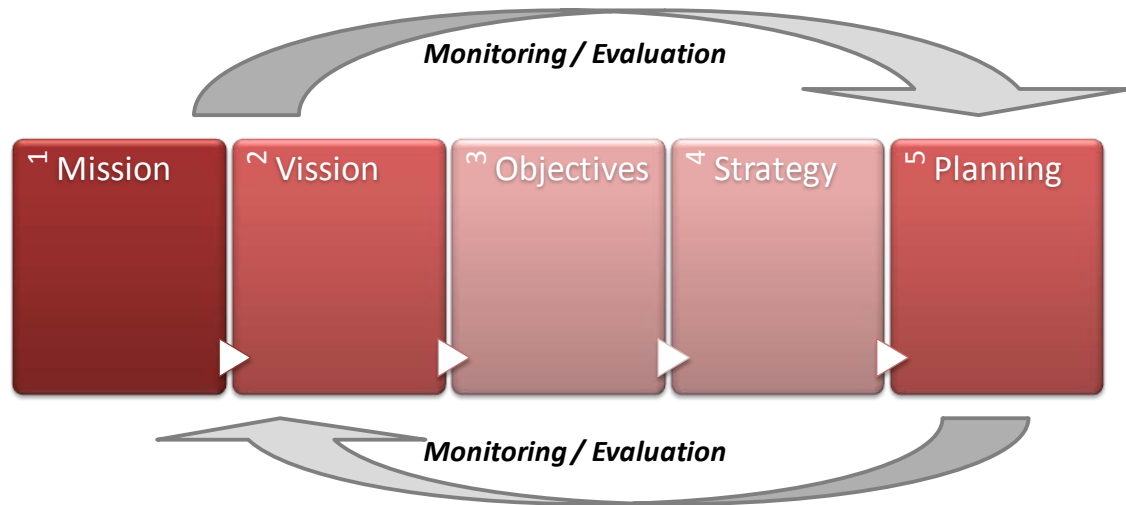 Monitoring / Evaluation
1 Mission
2 Vission
3 Objectives
4 Strategy
5 Planning
Monitoring / Evaluation